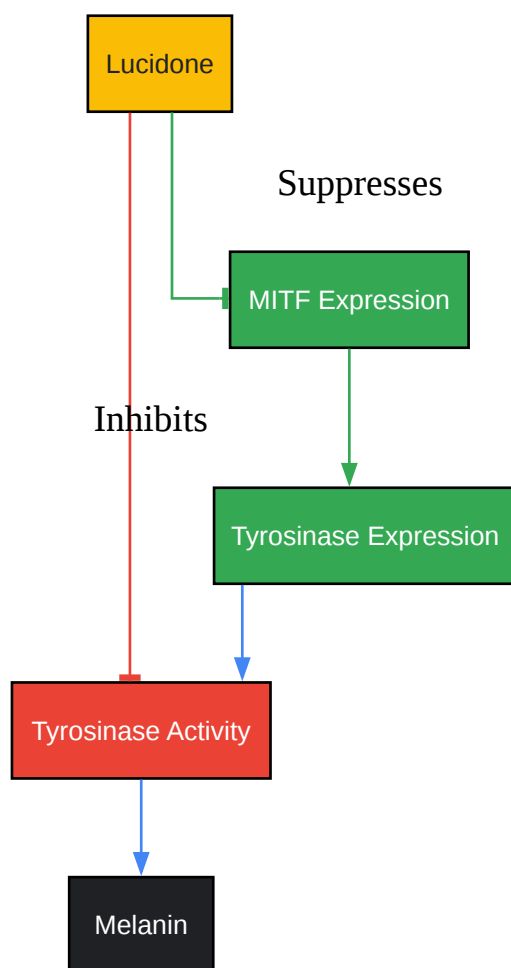 Lucidone
Suppresses
MITF Expression
Inhibits
Tyrosinase Expression
Tyrosinase Activity
Melanin